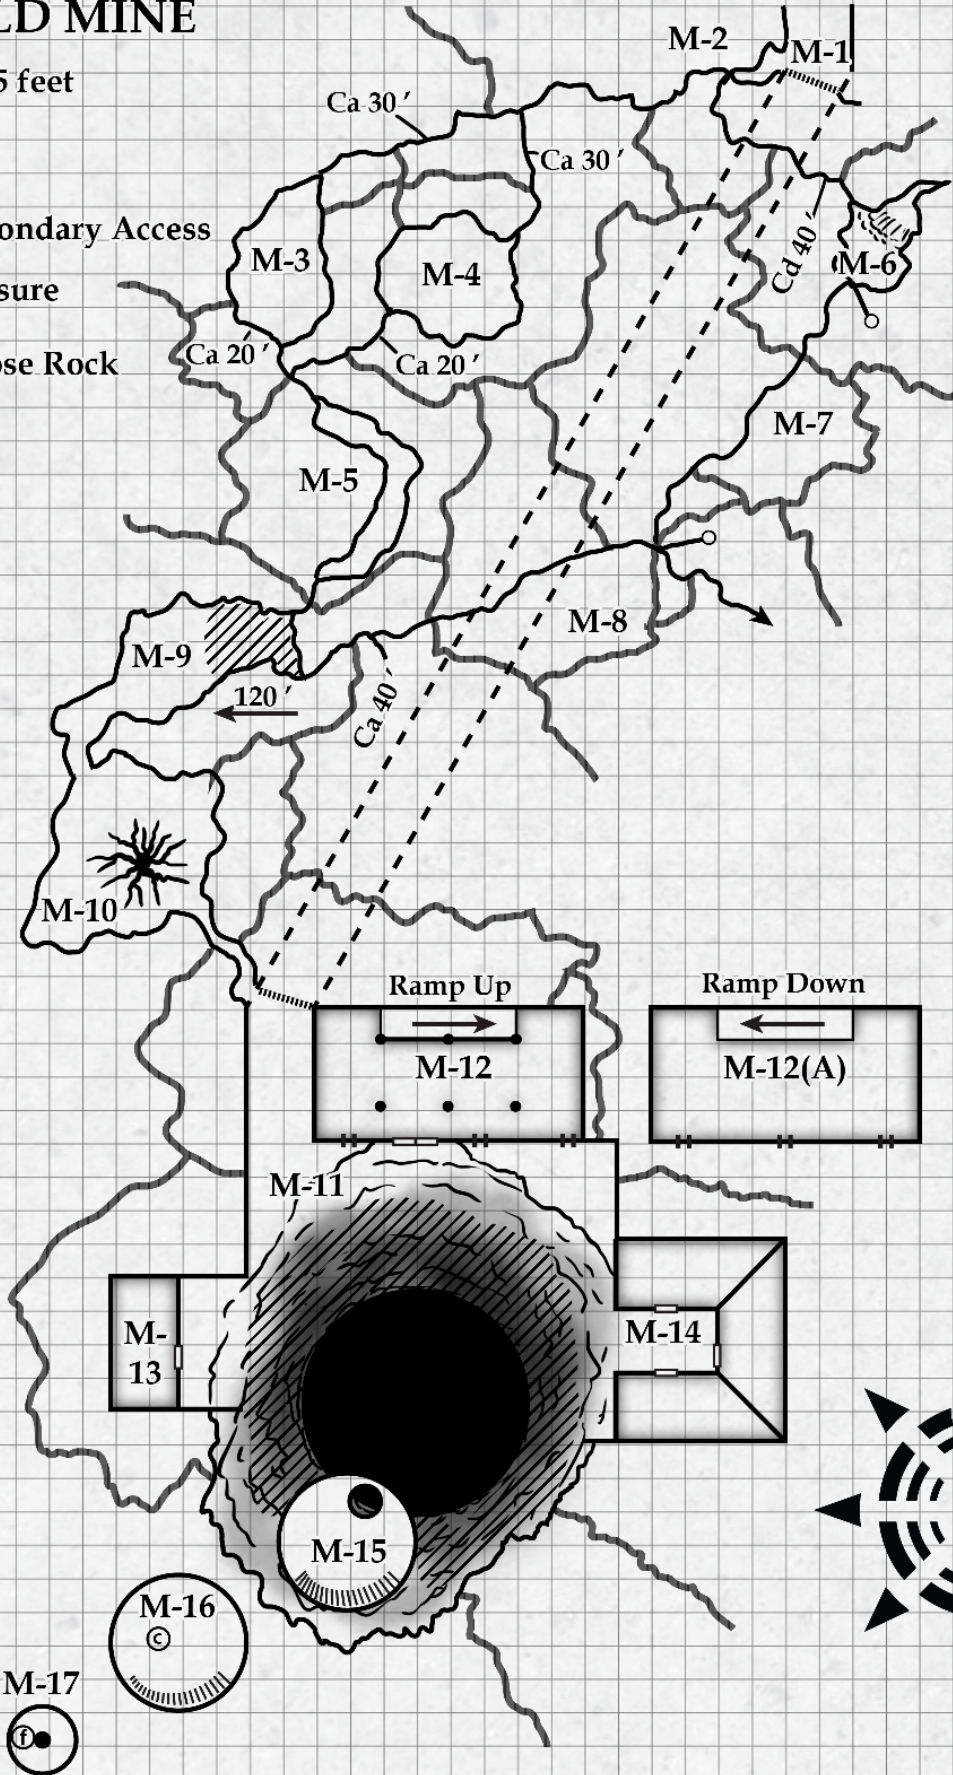 LD MINE
M-2
M-1
5 feet
Ca 30 ′
Ca 30 ′
ondary Access
M-3
M-4
Cd 40 ′
M-6
sure
Ca 20 ′
Ca 20 ′
ose Rock
M-7
M-5
M-8
M-9
120 ′
Ca 40 ′
M-10
Ramp Up
Ramp Down
M-12
M-12(A)
M-11
M-
13
M-14
M-15
M-16
c
M-17
f